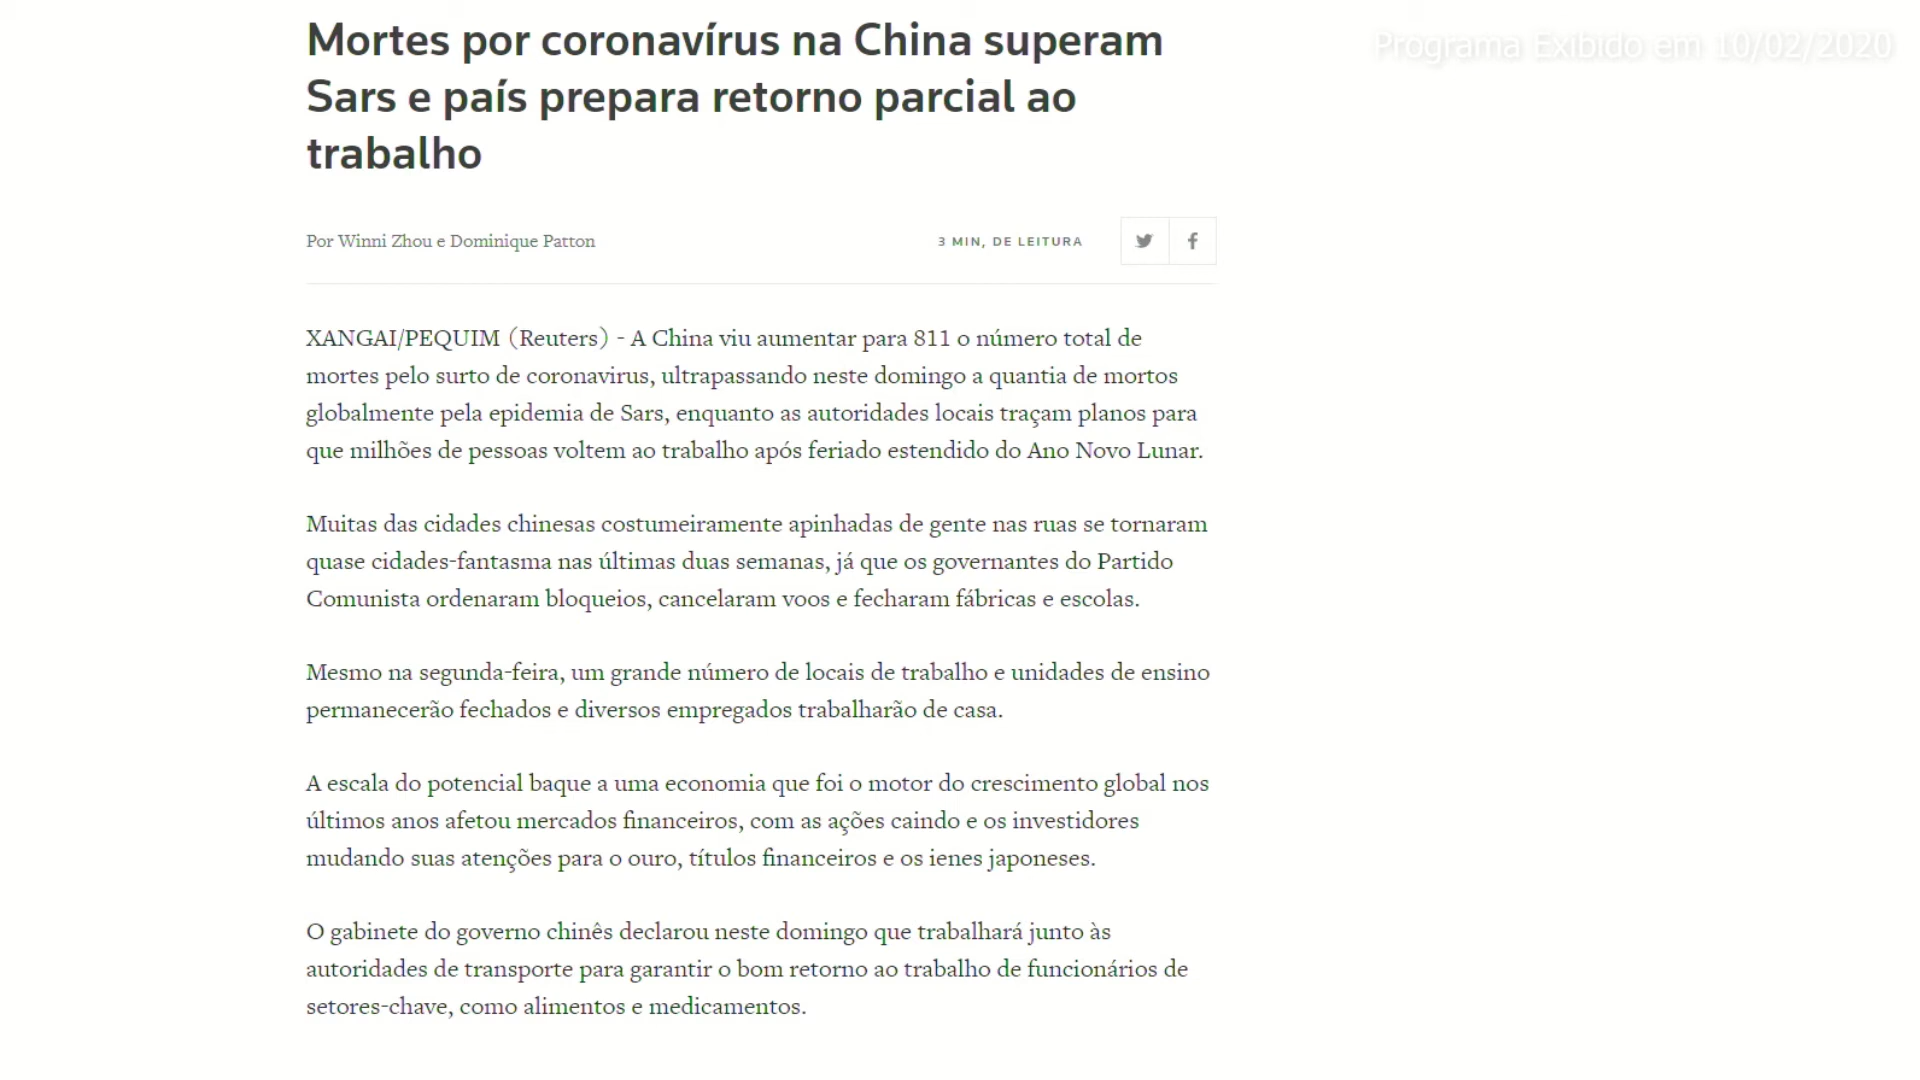 Mortes por coronavírus na China superam
Sars e país prepara retorno parcial ao
trabalho
Programa Exibido em 10/02/2020
Por Winni Zhou e Dominique Patton
3 MIN, DE LEITURA
XANGAI/PEQUIM (Reuters) - A China viu aumentar para 811 o número total de
mortes pelo surto de coronavirus, ultrapassando neste domingo a quantia de mortos
globalmente pela epidemia de Sars, enquanto as autoridades locais traçam planos para
que milhões de pessoas voltem ao trabalho após feriado estendido do Ano Novo Lunar.
Muitas das cidades chinesas costumeiramente apinhadas de gente nas ruas se tornaram
quase cidades-fantasma nas últimas duas semanas, já que os governantes do Partido
Comunista ordenaram bloqueios, cancelaram voos e fecharam fábricas e escolas.
Mesmo na segunda-feira, um grande número de locais de trabalho e unidades de ensino
permanecerão fechados e diversos empregados trabalharão de casa.
A escala do potencial baque a uma economia que foi o motor do crescimento global nos
últimos anos afetou mercados financeiros, com as ações caindo e os investidores
mudando suas atenções para o ouro, títulos financeiros e os ienes japoneses.
O gabinete do governo chinês declarou neste domingo que trabalhará junto às
autoridades de transporte para garantir o bom retorno ao trabalho de funcionários de
setores-chave, como alimentos e medicamentos.